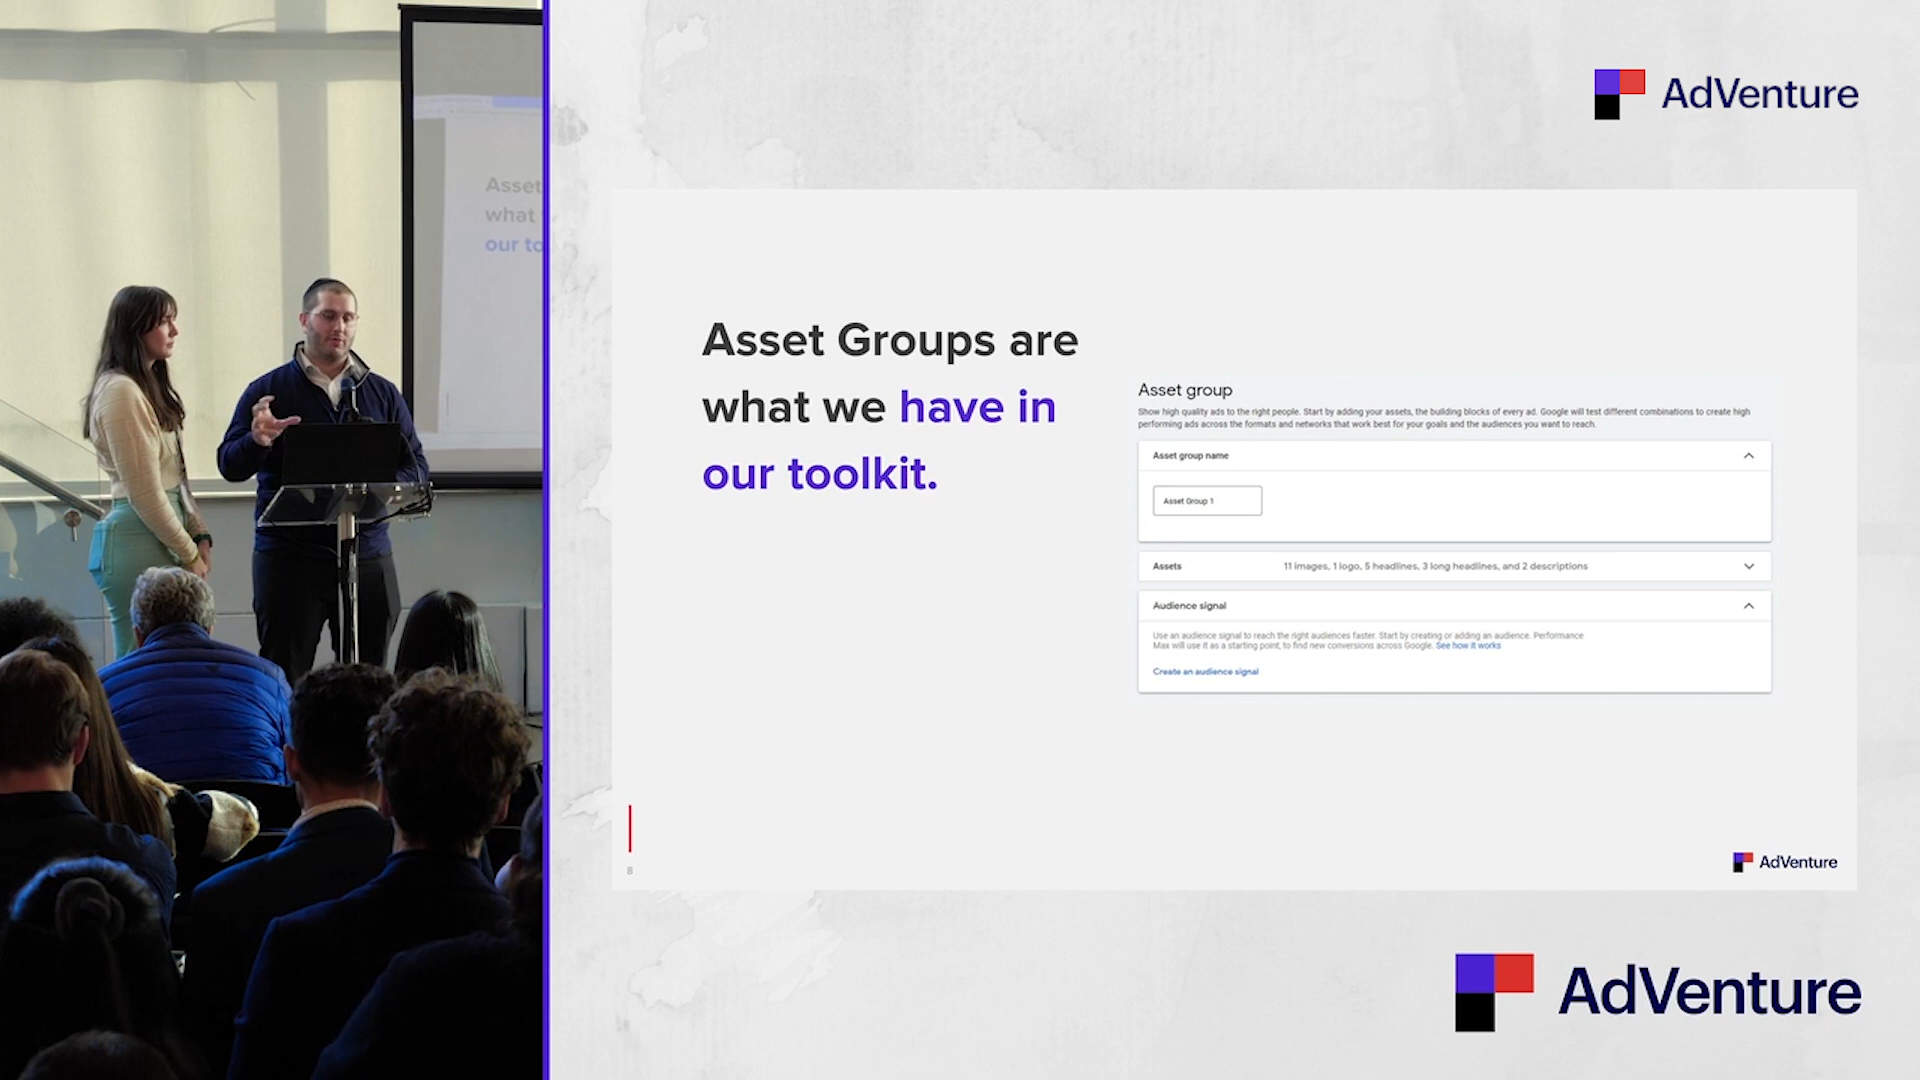 AdVenture
Asset
what
our to
Asset Groups are
what we have in
our toolkit.
Asset group
Show high quality ads to the right people. Start by adding your assets, the building blocks of every ad. Google will test different combinations to create high
performing ads across the formats and networks that work best for your goals and the audiences you want to reach.
Asset group name
Asset Group 1
Assets 11 images, 1 logo, 5 headlines, 3 long headlines, and 2 descriptions
Audience signal
Use an audience signal to reach the right audiences faster. Start by creating or adding an audience. Performance
Max will use it as a starting point, to find new conversions across Google. See how it works
Create an audience signal
8
AdVenture
AdVenture